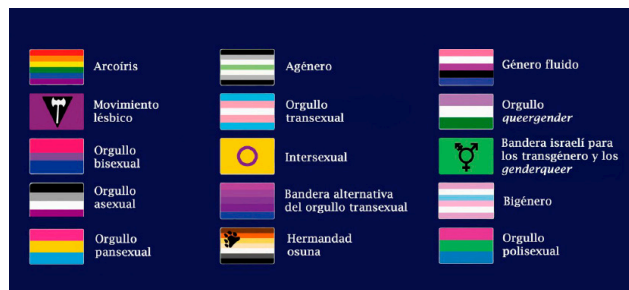 Arcoíris
Movimiento
lésbico
Orgullo
bisexual
Orgullo
asexual
Orgullo
pansexual
Agénero
Orgullo
transexual
Intersexual
Bandera alternativa
del orgullo transexual
Hermandad
osuna
Género fluido
Orgullo
queergender
Bandera israelí para
los transgénero y los
genderqueer
Bigénero
Orgullo
polisexual